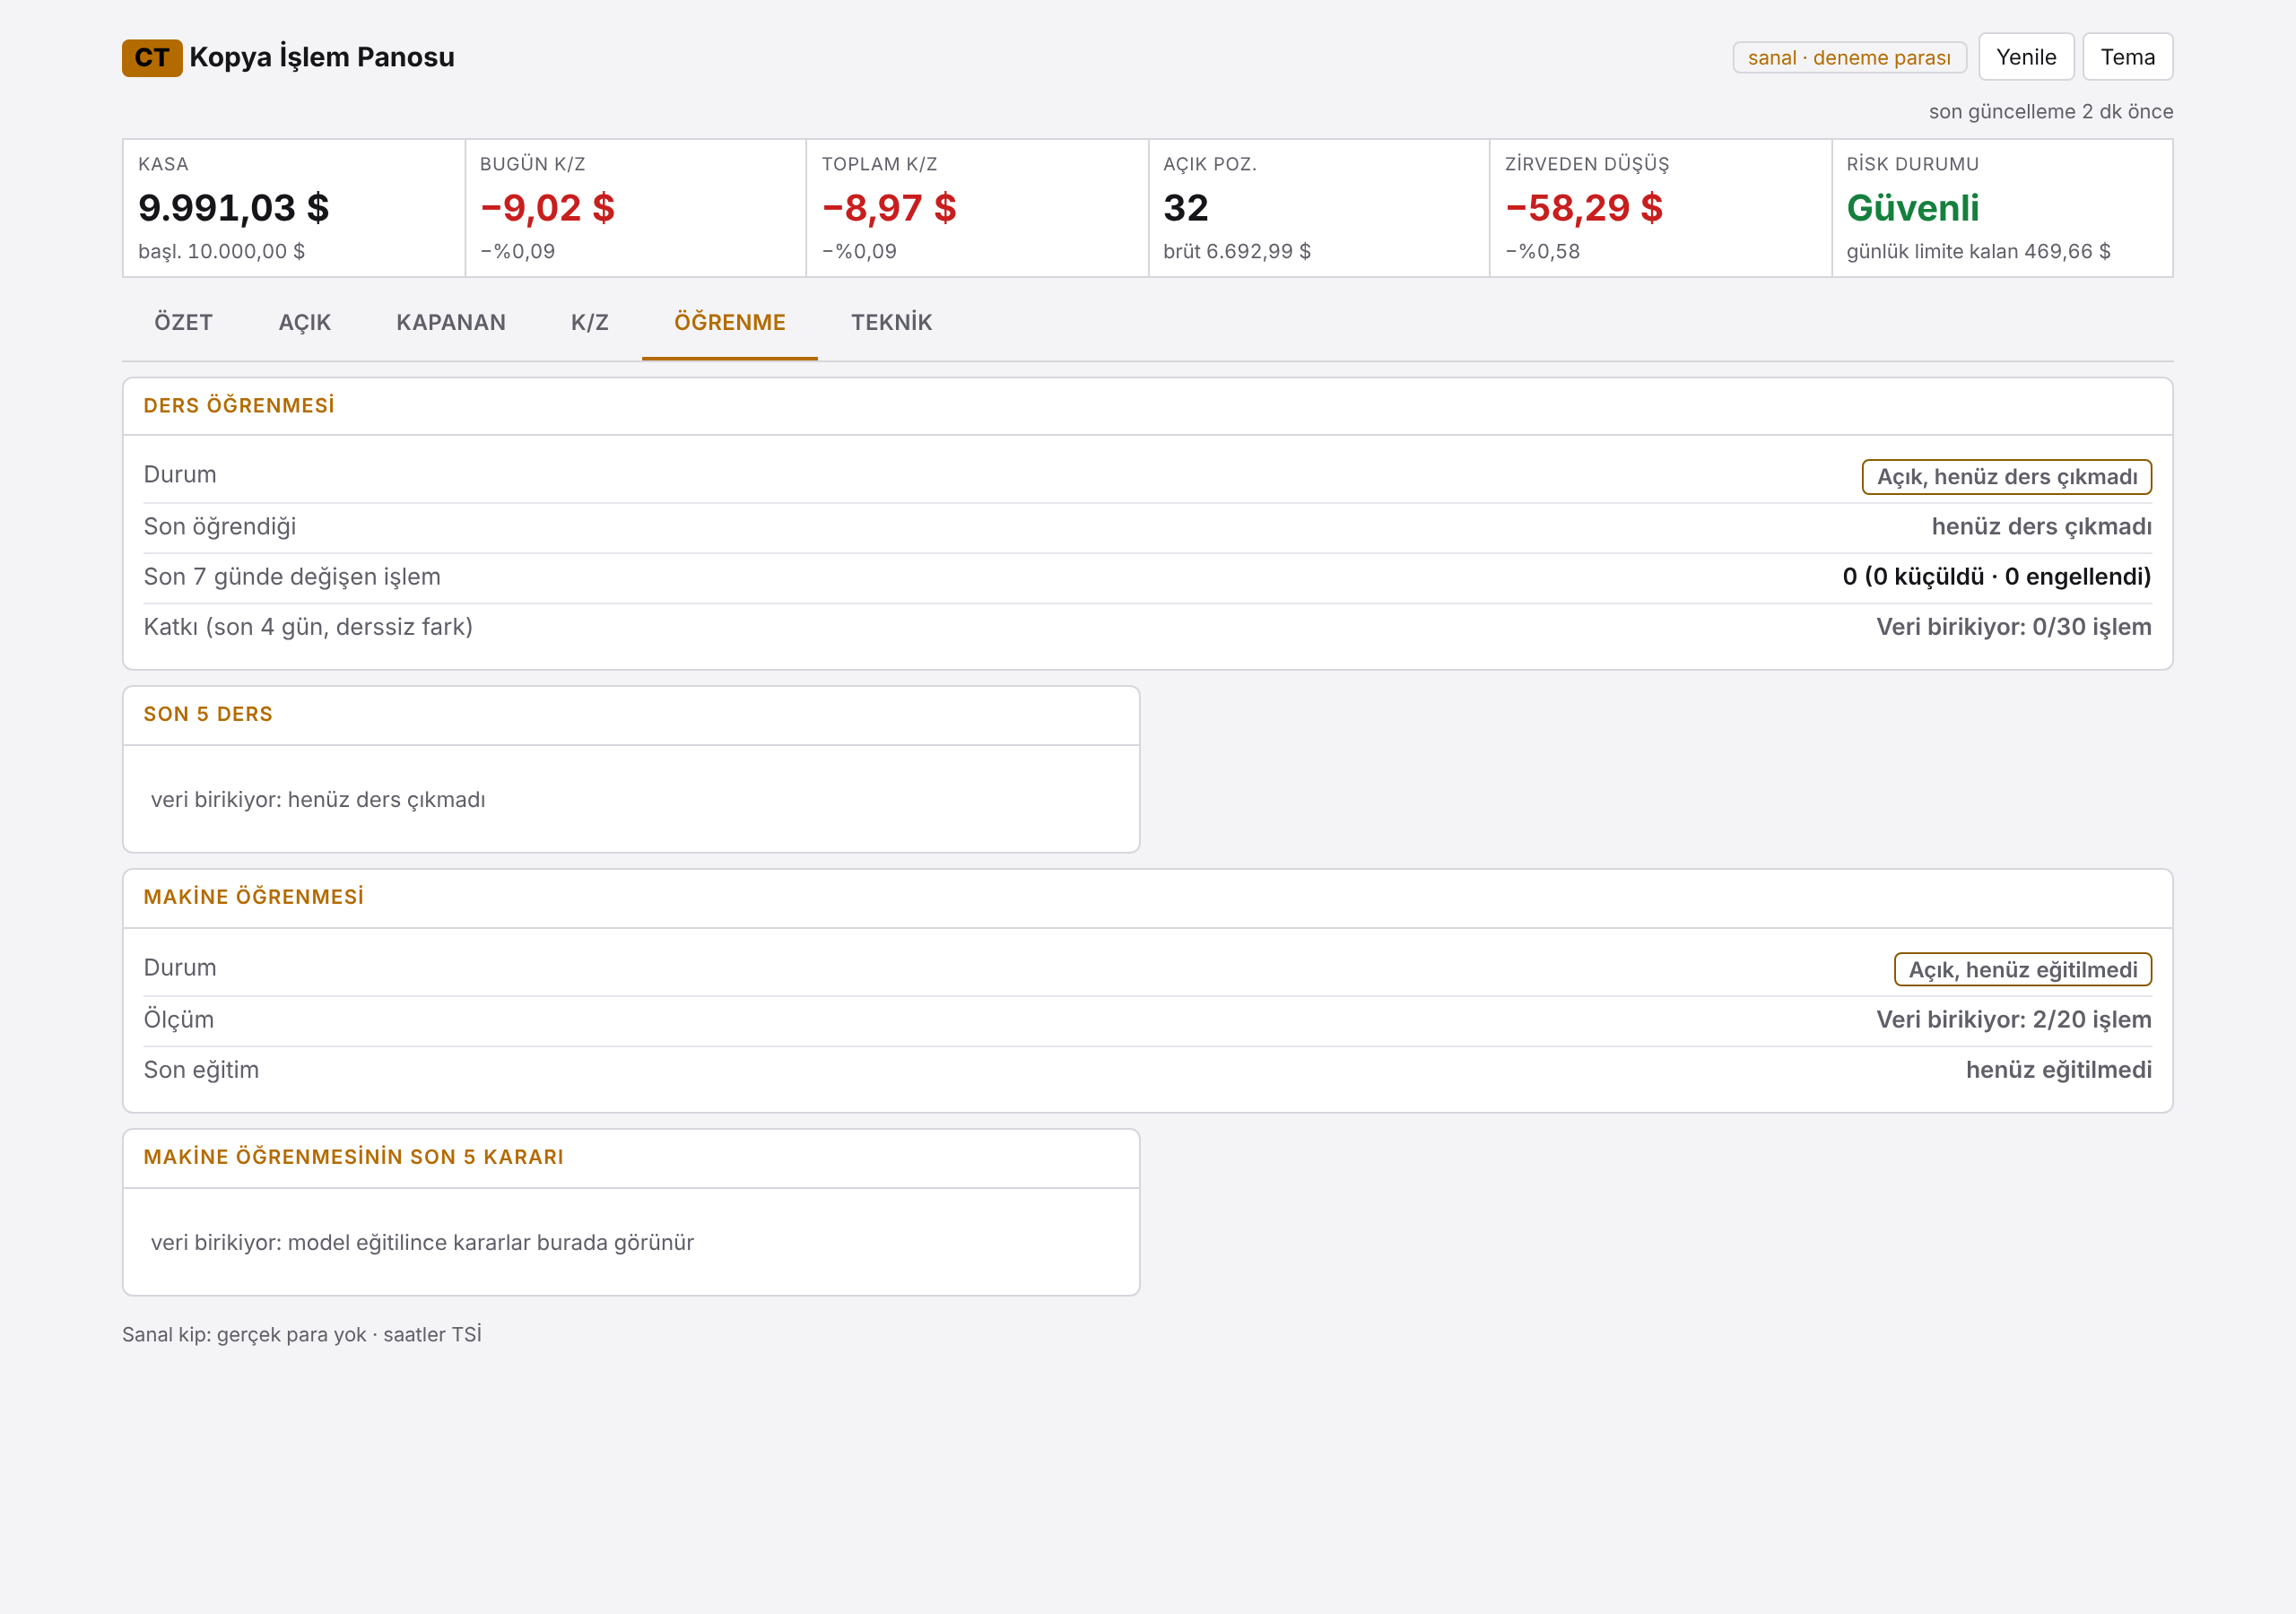 CT Kopya İşlem Panosu
sanal · deneme parası Yenile Tema
son güncelleme 2 dk önce
KASA
9.991,03 $
başl. 10.000,00 $
BUGÜN K/Z
−9,02 $
−%0,09
TOPLAM K/Z
−8,97 $
−%0,09
AÇIK POZ.
32
brüt 6.692,99 $
ZİRVEDEN DÜŞÜŞ
−58,29 $
−%0,58
RİSK DURUMU
Güvenli
günlük limite kalan 469,66 $
ÖZET AÇIK KAPANAN K/Z ÖĞRENME TEKNİK
DERS ÖĞRENMESİ
Durum Açık, henüz ders çıkmadı
Son öğrendiği henüz ders çıkmadı
Son 7 günde değişen işlem 0 (0 küçüldü · 0 engellendi)
Katkı (son 4 gün, derssiz fark) Veri birikiyor: 0/30 işlem
SON 5 DERS
veri birikiyor: henüz ders çıkmadı
MAKİNE ÖĞRENMESİ
Durum Açık, henüz eğitilmedi
Ölçüm Veri birikiyor: 2/20 işlem
Son eğitim henüz eğitilmedi
MAKİNE ÖĞRENMESİNİN SON 5 KARARI
veri birikiyor: model eğitilince kararlar burada görünür
Sanal kip: gerçek para yok · saatler TSİ